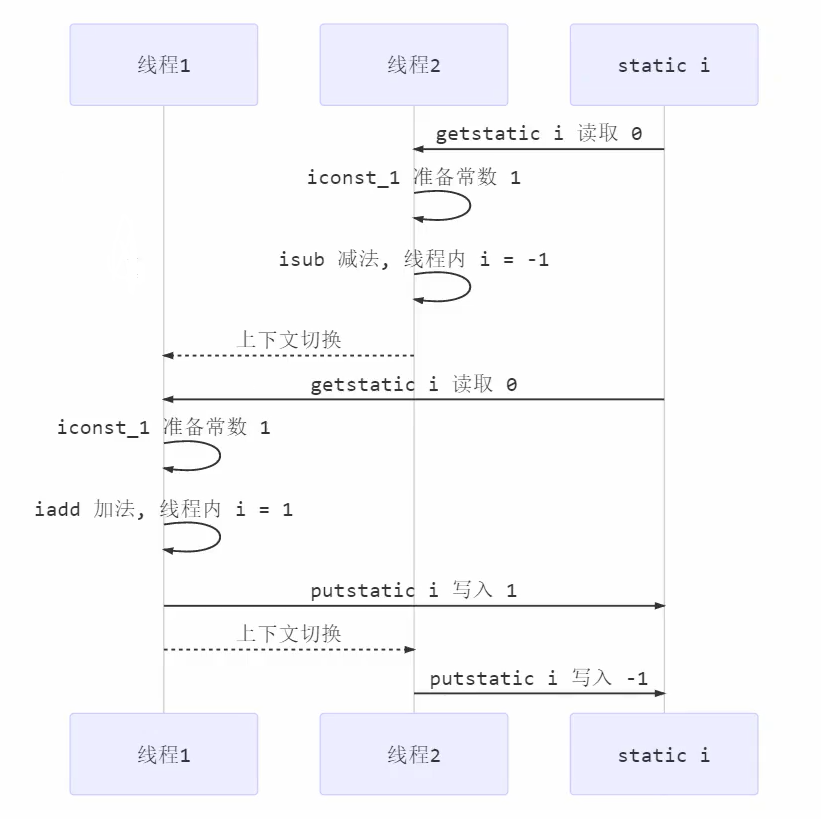 线程1
线程2
static i
getstatic i 读取 0
iconst_1 准备常数 1
isub 减法, 线程内 i = -1
上下文切换
getstatic i 读取 0
iconst_1 准备常数 1
iadd 加法, 线程内 i = 1
putstatic i 写入 1
上下文切换
putstatic i 写入 -1
线程1
线程2
static i